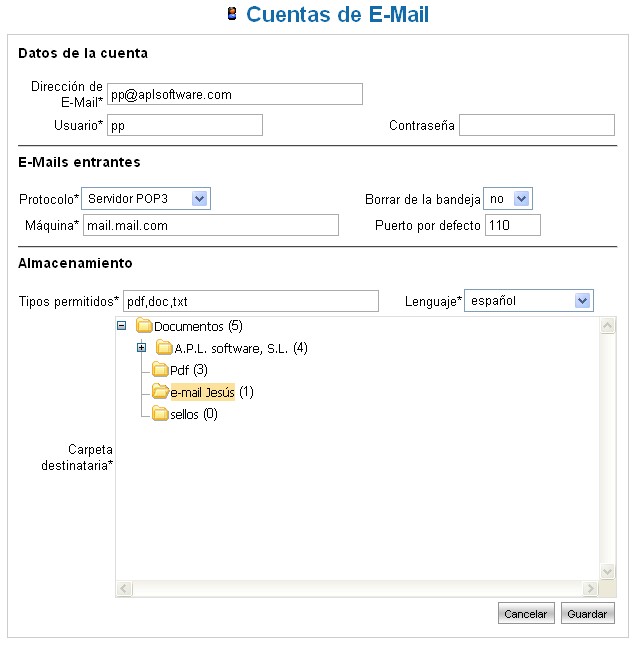 Cuentas de E-Mail
Datos de la cuenta
Dirección de
E-Mail* pp@aplsoftware.com
Usuario* pp Contraseña
E-Mails entrantes
Protocolo* Servidor POP3 Borrar de la bandeja no
Máquina* mail.mail.com Puerto por defecto 110
Almacenamiento
Tipos permitidos* pdf,doc,txt Lenguaje* español
Documentos (5)
A.P.L. software, S.L. (4)
Pdf (3)
e-mail Jesús (1)
sellos (0)
Carpeta
destinataria*
Cancelar Guardar